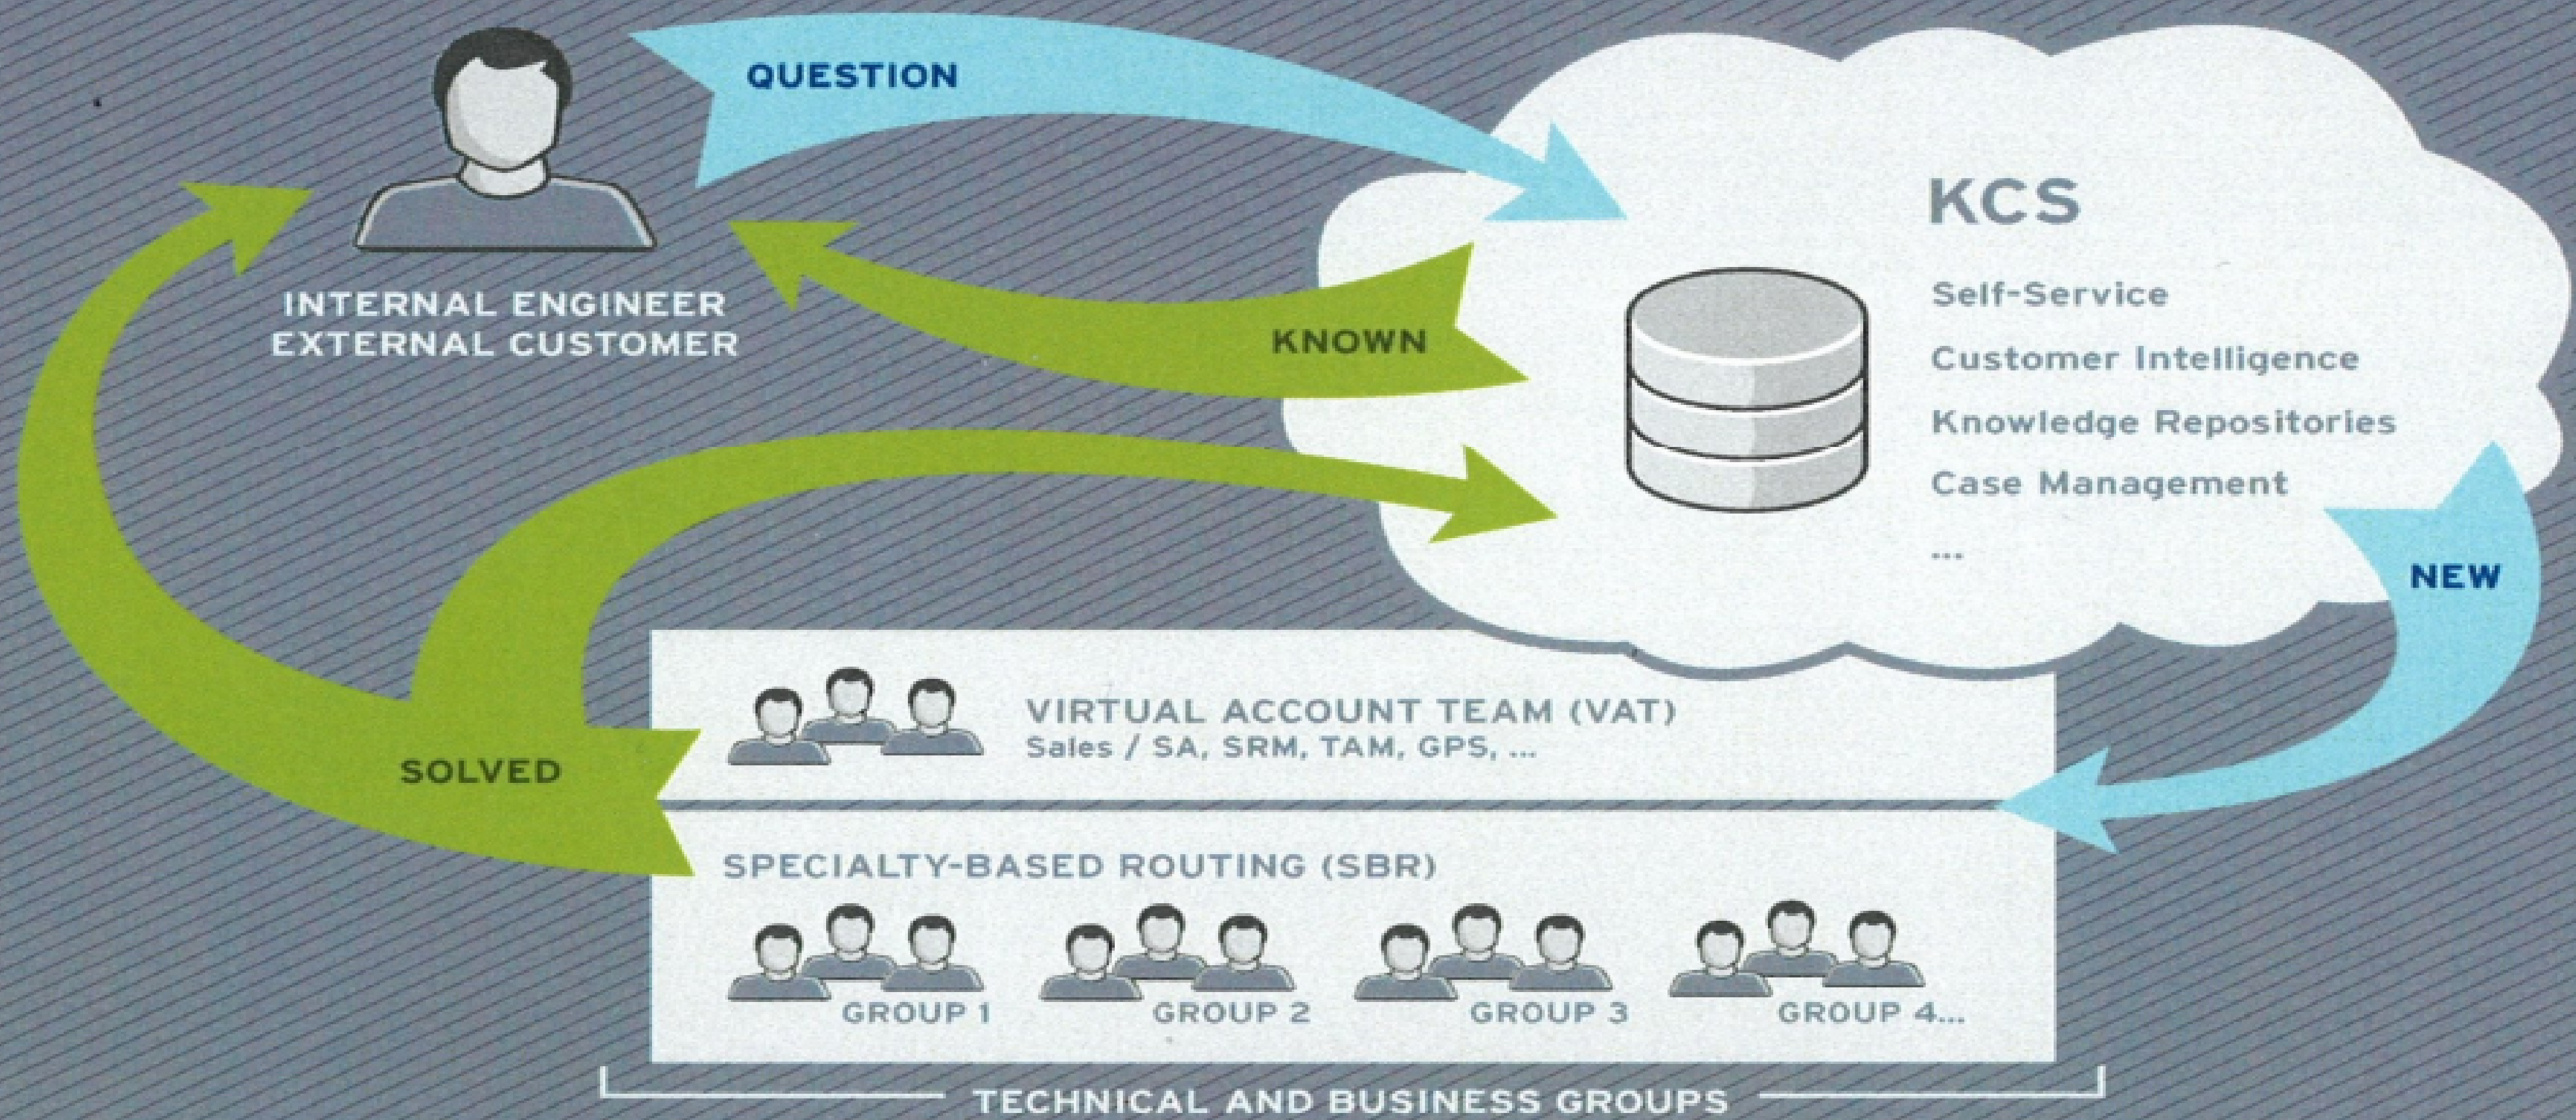 QUESTION
KCS
INTERNAL ENGINEER
EXTERNAL CUSTOMER
KNOWN
Self-Service
Customer Intelligence
Knowledge Repositories
Case Management
...
NEW
VIRTUAL ACCOUNT TEAM (VAT)
Sales / SA, SRM, TAM, GPS, ...
SOLVED
SPECIALTY-BASED ROUTING (SBR)
GROUP 1
GROUP 2
GROUP 3
GROUP 4...
TECHNICAL AND BUSINESS GROUPS